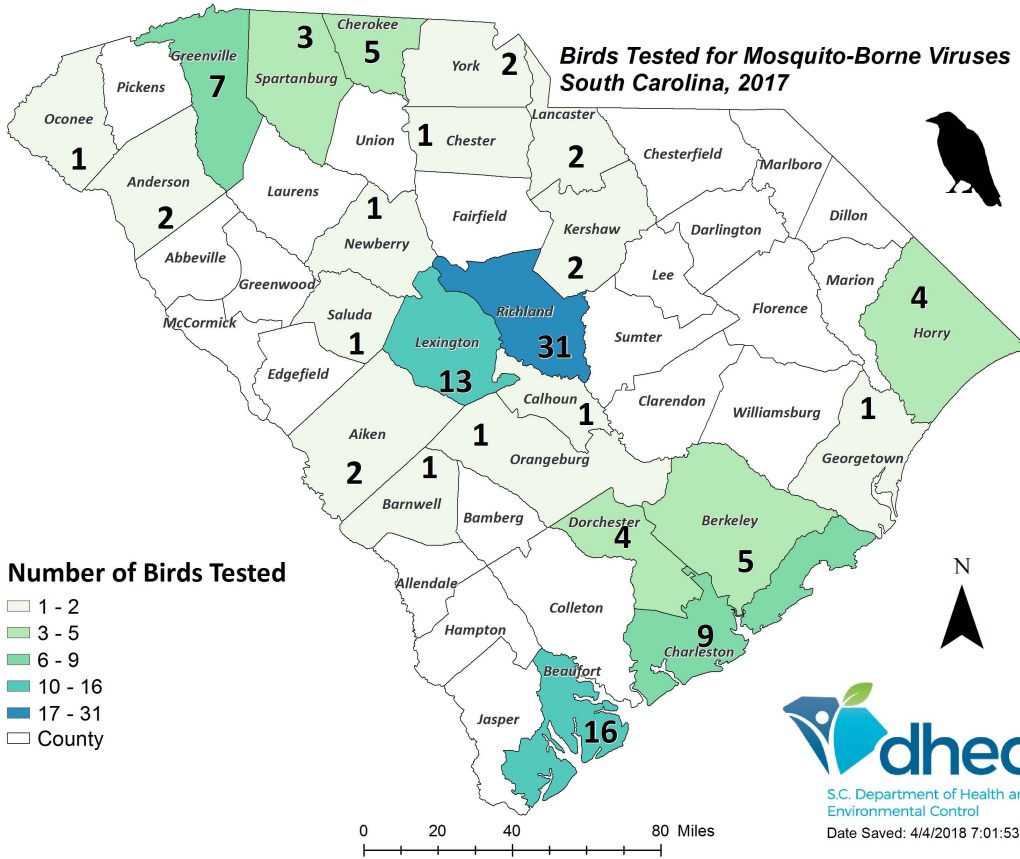 Birds Tested for Mosquito-Borne Viruses
South Carolina, 2017
Cherokee
5
3
Spartanburg
Greenville
7
York
2
Pickens
Oconee
1
Union
1
Chester
Lancaster
2
Chesterfield
Marlboro
Anderson
2
Laurens
1
Newberry
Fairfield
Kershaw
2
Darlington
Dillon
Abbeville
Greenwood
Lee
Marion
4
Horry
McCormick
Saluda
1
Lexington
13
Richland
31
Sumter
Florence
Edgefield
Calhoun
1
Clarendon
Williamsburg
1
Georgetown
Aiken
2
1
Orangeburg
1
Barnwell
Bamberg
Dorchester
4
Berkeley
5
Allendale
Colleton
Hampton
9
Charleston
Beaufort
16
Jasper
Number of Birds Tested
1 - 2
3 - 5
6 - 9
10 - 16
17 - 31
County
N
dhec
S.C. Department of Health an
Environmental Control
Date Saved: 4/4/2018 7:01:53
0 20 40 80 Miles